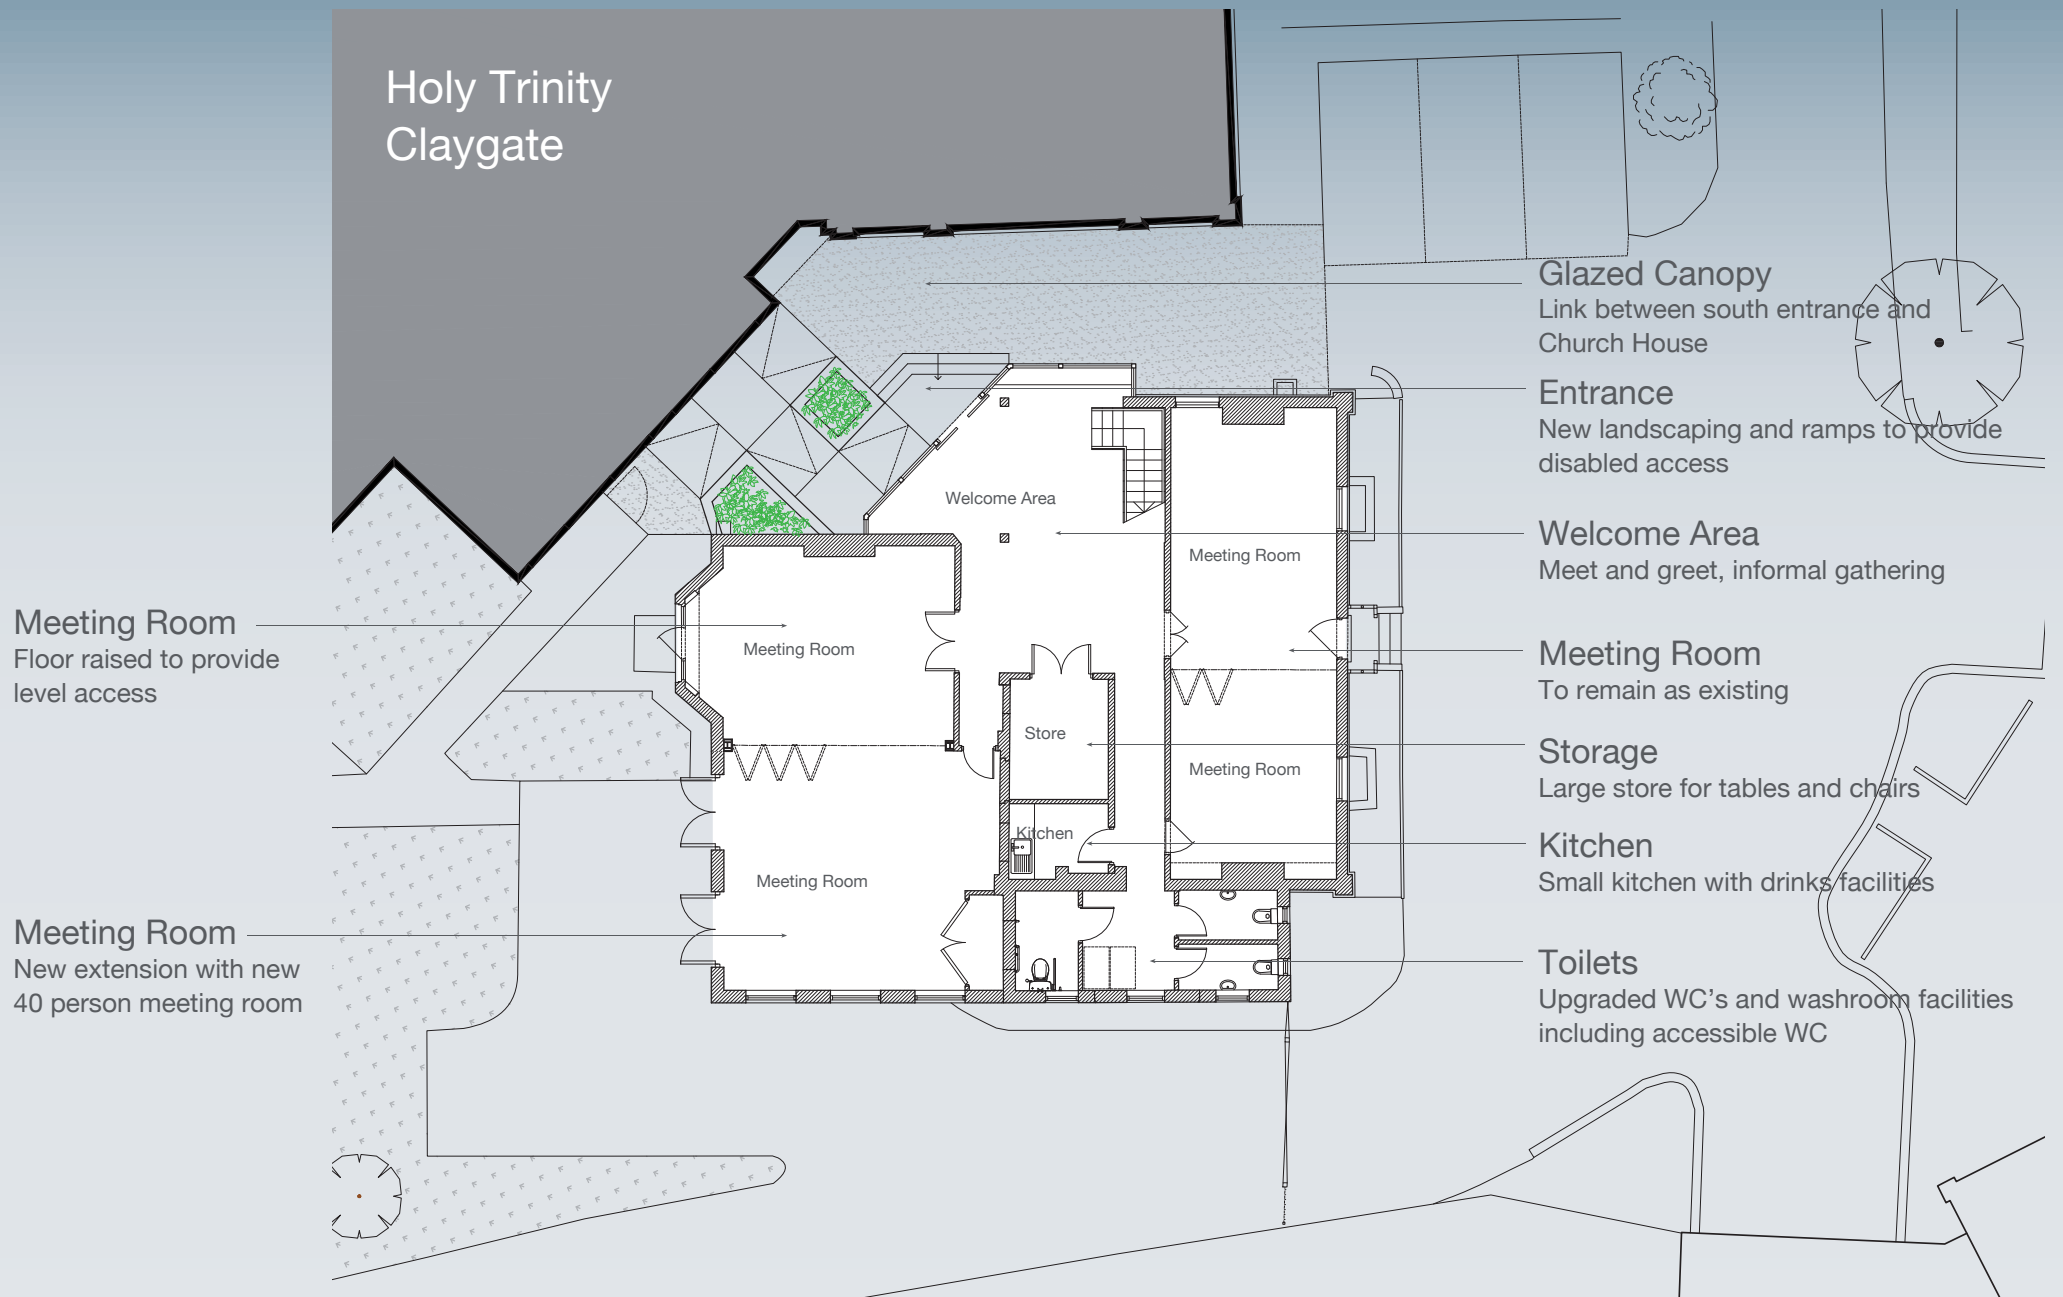 Holy Trinity
Claygate
Glazed Canopy
Link between south entrance and
Church House
Entrance
New landscaping and ramps to provide
disabled access
Welcome Area
Meet and greet, informal gathering
Meeting Room
To remain as existing
Storage
Large store for tables and chairs
Kitchen
Small kitchen with drinks facilities
Toilets
Upgraded WC's and washroom facilities
including accessible WC
Meeting Room
Floor raised to provide
level access
Meeting Room
New extension with new
40 person meeting room
Welcome Area
Meeting Room
Meeting Room
Store
Meeting Room
Kitchen
Meeting Room